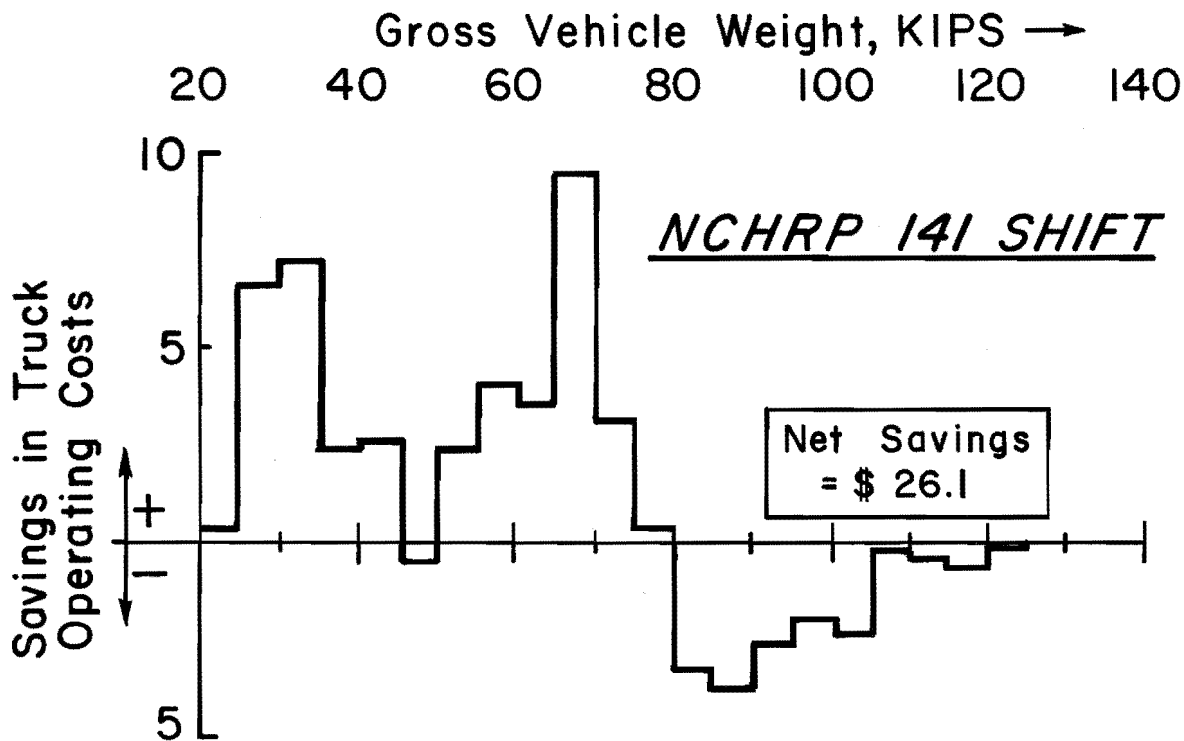 Gross Vehicle Weight, KIPS →
20 40 60 80 100 120 140
10
NCHRP 141 SHIFT
5
Savings in Truck
Operating Costs
+
−
Net Savings
= $ 26.1
5